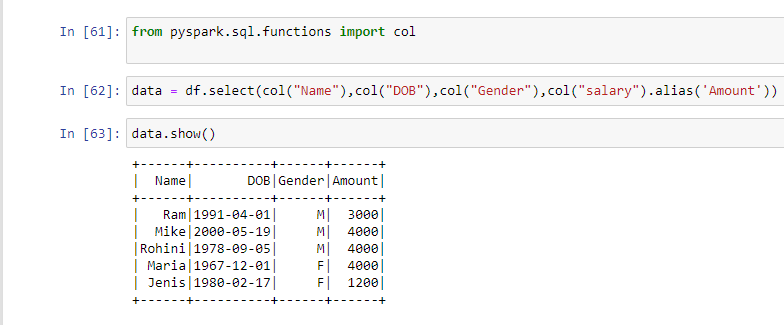 In [61]: from pyspark.sql.functions import col
In [62]: data = df.select(col("Name"),col("DOB"),col("Gender"),col("salary").alias('Amount'))
In [63]: data.show()
+------+----------+------+------+
|  Name|       DOB|Gender|Amount|
+------+----------+------+------+
|   Ram|1991-04-01|     M|  3000|
|  Mike|2000-05-19|     M|  4000|
|Rohini|1978-09-05|     M|  4000|
| Maria|1967-12-01|     F|  4000|
| Jenis|1980-02-17|     F|  1200|
+------+----------+------+------+